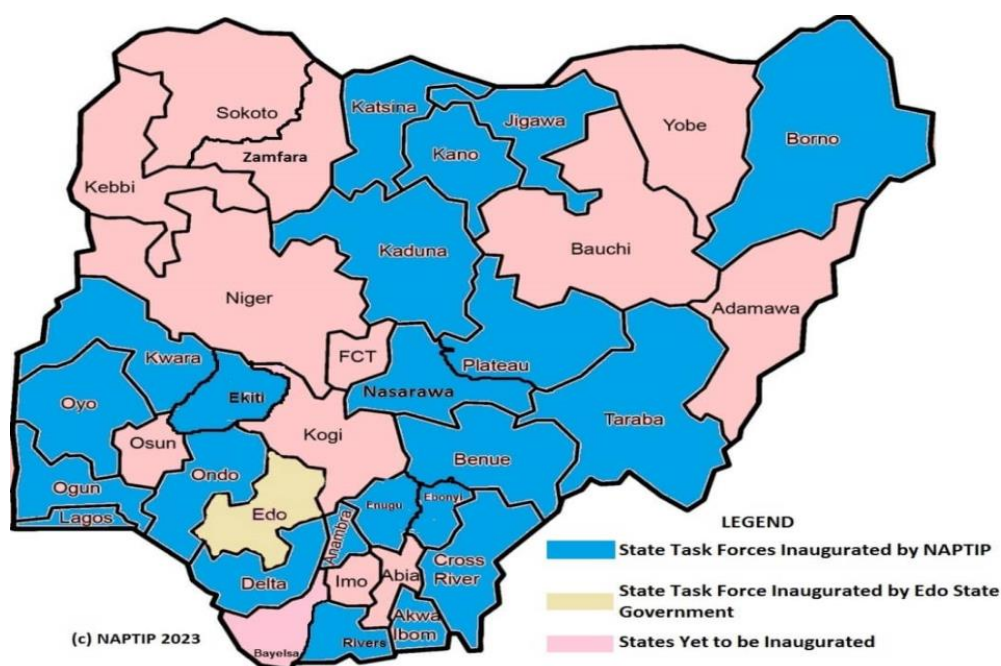 Sokoto
Katsina
Jigawa
Yobe
Borno
Zamfara
Kano
Kebbi
Kaduna
Bauchi
Niger
Adamawa
Kwara
FCT
Plateau
Nasarawa
Ekiti
Oyo
Taraba
Osun
Kogi
Benue
Ondo
Ogun
Enugu
Ebonyi
Lagos
Edo
Anambra
Delta
Imo
Abia
Cross
River
Akwa
Ibom
Rivers
Bayelsa
LEGEND
State Task Forces Inaugurated by NAPTIP
State Task Force Inaugurated by Edo State
Government
States Yet to be Inaugurated
(c) NAPTIP 2023